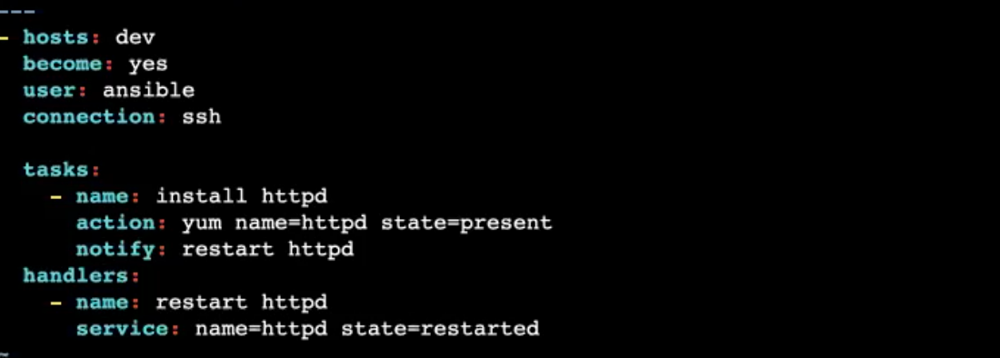 ---
- hosts: dev
  become: yes
  user: ansible
  connection: ssh

  tasks:
    - name: install httpd
      action: yum name=httpd state=present
      notify: restart httpd
  handlers:
    - name: restart httpd
      service: name=httpd state=restarted
~